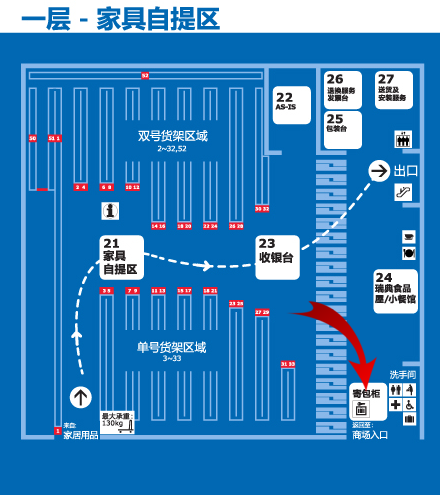 一层 - 家具自提区
52
26
退换服务
发票台
27
送货及
安装服务
22
AS-IS
25
包装台
50
51 1
双号货架区域
2~32,52
出口
2 4
6 8
10 12
30 32
14 16
18 20
22 24
26 28
21
家具
自提区
23
收银台
24
瑞典食品
屋/小餐馆
3 5
7 9
11 13
15 17
19 21
23 25
27 29
单号货架区域
3~33
31 33
洗手间
寄包柜
最大承重:
130kg
1
来自:
家居用品
返回至:
商场入口